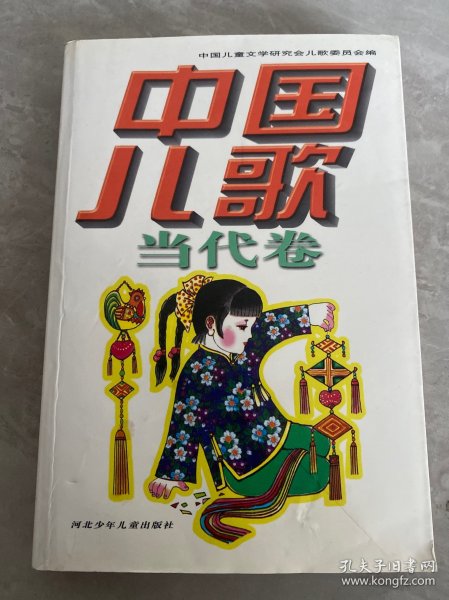 中国儿童文学研究会儿歌委员会编
中国
儿歌
当代卷
河北少年儿童出版社
孔夫子旧书网
www.kongfz.com